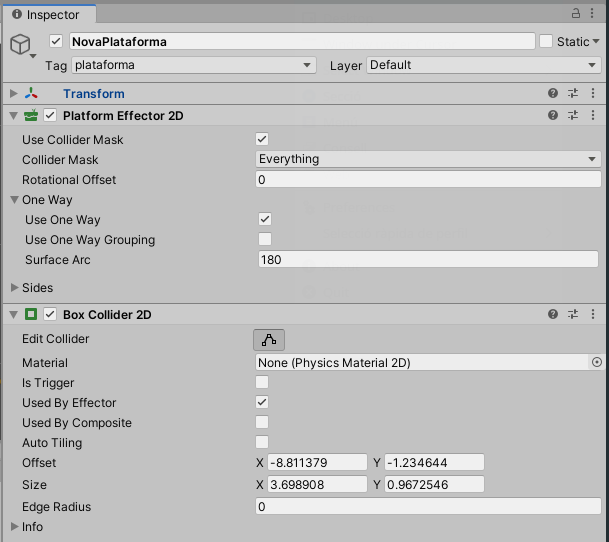 Inspector
NovaPlataforma Static
Tag plataforma Layer Default
Transform
Platform Effector 2D
Use Collider Mask
Collider Mask Everything
Rotational Offset 0
One Way
Use One Way
Use One Way Grouping
Surface Arc 180
Sides
Box Collider 2D
Edit Collider
Material None (Physics Material 2D)
Is Trigger
Used By Effector
Used By Composite
Auto Tiling
Offset X -8.811379 Y -1.234644
Size X 3.698908 Y 0.9672546
Edge Radius 0
Info